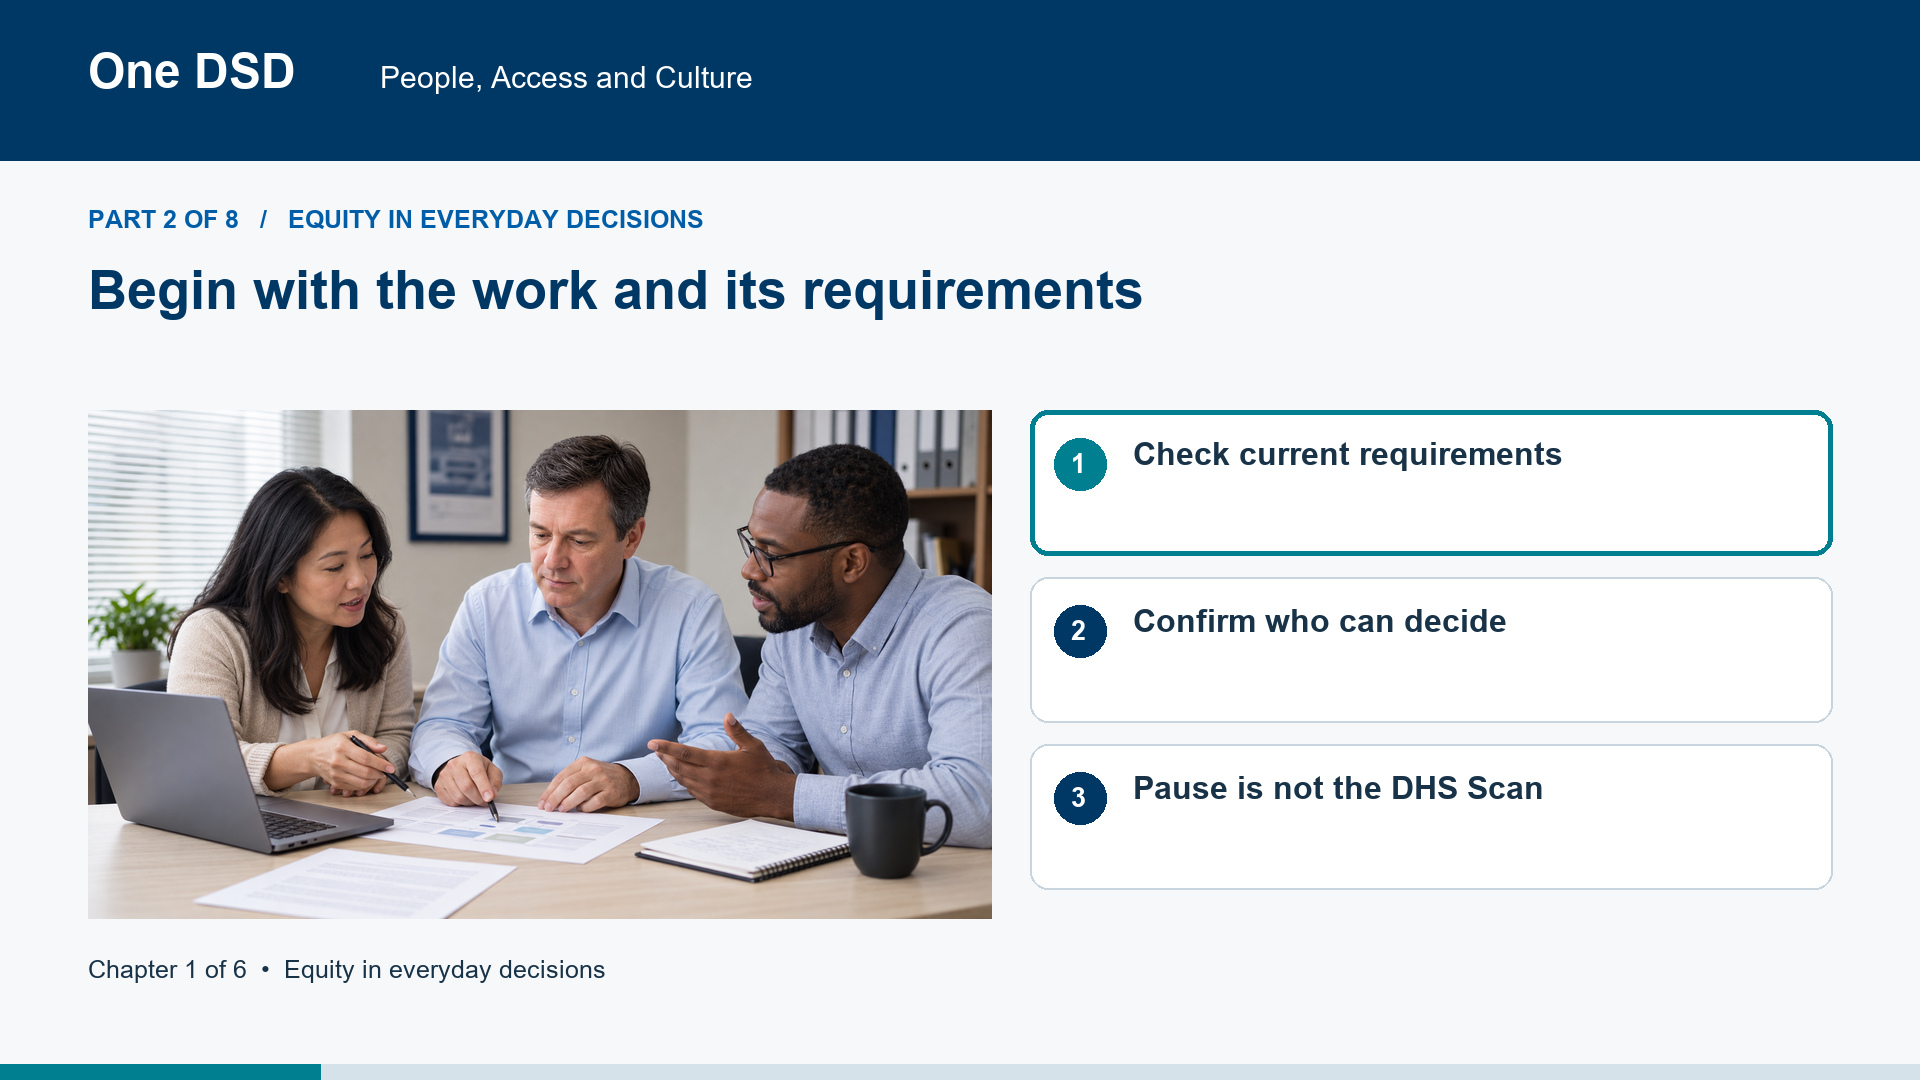 One DSD
People, Access and Culture
PART 2 OF 8 / EQUITY IN EVERYDAY DECISIONS
Begin with the work and its requirements
1
Check current requirements
2
Confirm who can decide
3
Pause is not the DHS Scan
Chapter 1 of 6 • Equity in everyday decisions